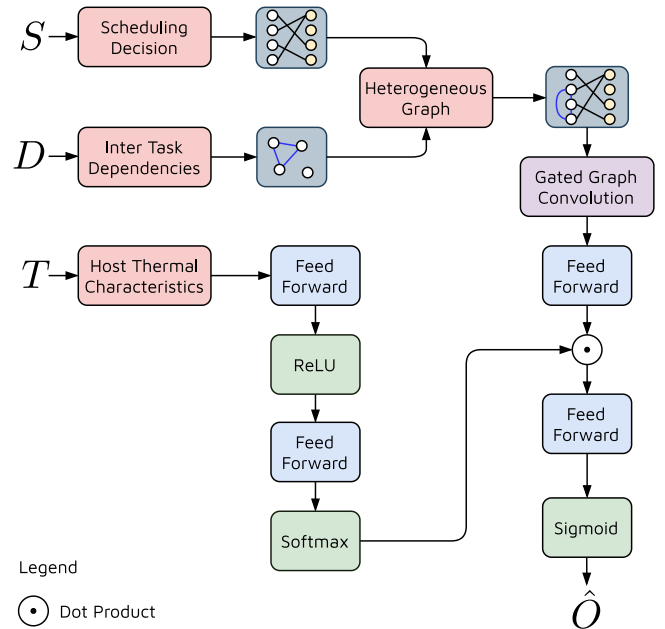 S
Scheduling
Decision
Heterogeneous
Graph
D
Inter Task
Dependencies
Gated Graph
Convolution
T
Host Thermal
Characteristics
Feed
Forward
Feed
Forward
ReLU
Feed
Forward
Feed
Forward
Softmax
Sigmoid
Legend
Dot Product
Ô